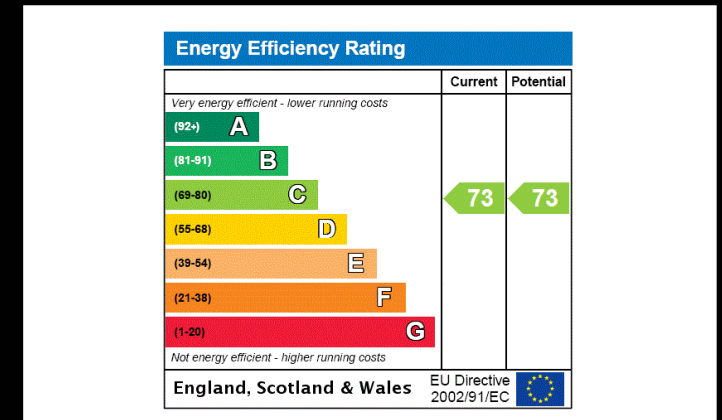 Energy Efficiency Rating
Current Potential
Very energy efficient - lower running costs
(92+) A
(81-91) B
(69-80) C 73 73
(55-68) D
(39-54) E
(21-38) F
(1-20) G
Not energy efficient - higher running costs
England, Scotland & Wales
EU Directive
2002/91/EC